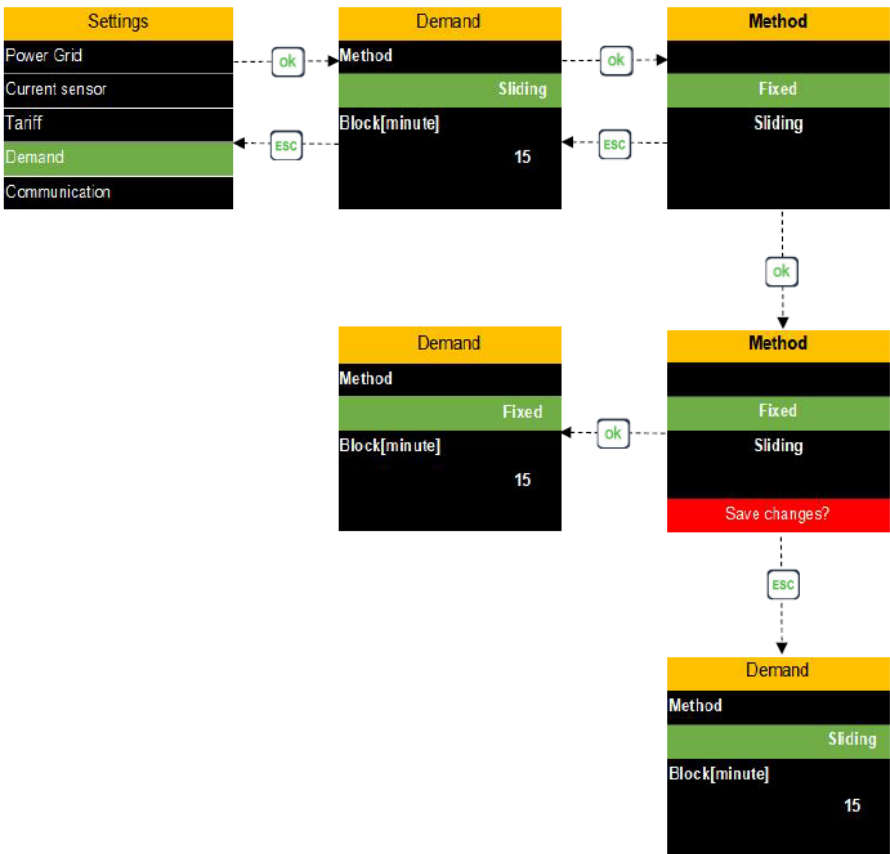 Settings
Power Grid
Current sensor
Tariff
Demand
Communication
ok
ESC
Demand
Method
Sliding
Block[minute]
15
ok
ESC
Method
Fixed
Sliding
ok
Method
Fixed
Sliding
Save changes?
ok
Demand
Method
Fixed
Block[minute]
15
ESC
Demand
Method
Sliding
Block[minute]
15